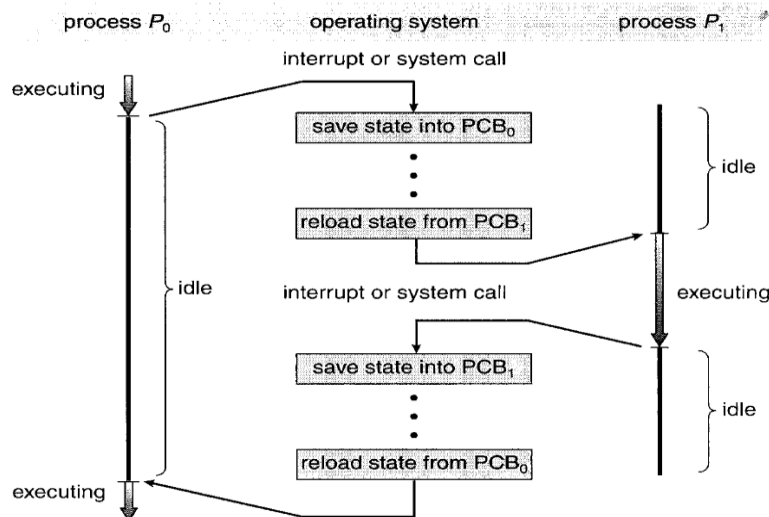 process P₀ operating system process P₁
interrupt or system call
executing
save state into PCB₀
idle
reload state from PCB₁
idle
interrupt or system call
executing
save state into PCB₁
idle
reload state from PCB₀
executing